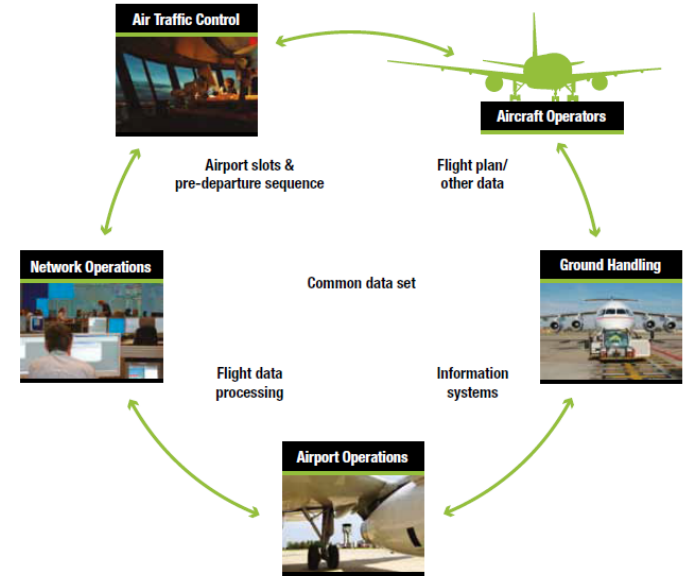 Air Traffic Control
Aircraft Operators
Airport slots &
pre-departure sequence
Flight plan/
other data
Network Operations
Ground Handling
Common data set
Flight data
processing
Information
systems
Airport Operations